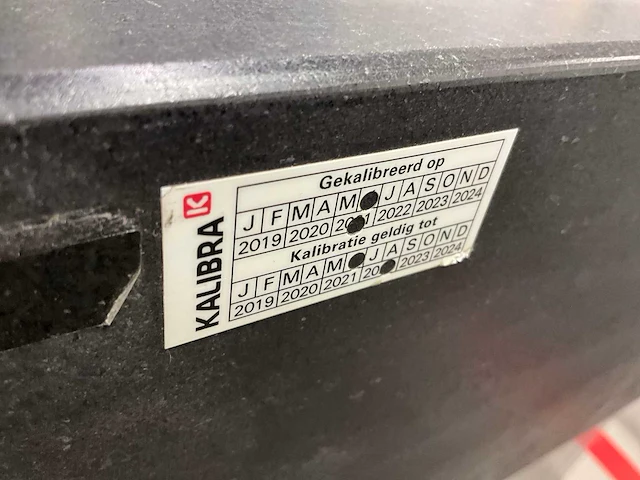 KALIBRA K
Gekalibreerd op
J F M A M J A S O N D
2019 2020 2022 2023 2024
Kalibratie geldig tot
J F M A M J A S O N D
2019 2020 2021 2023 2024